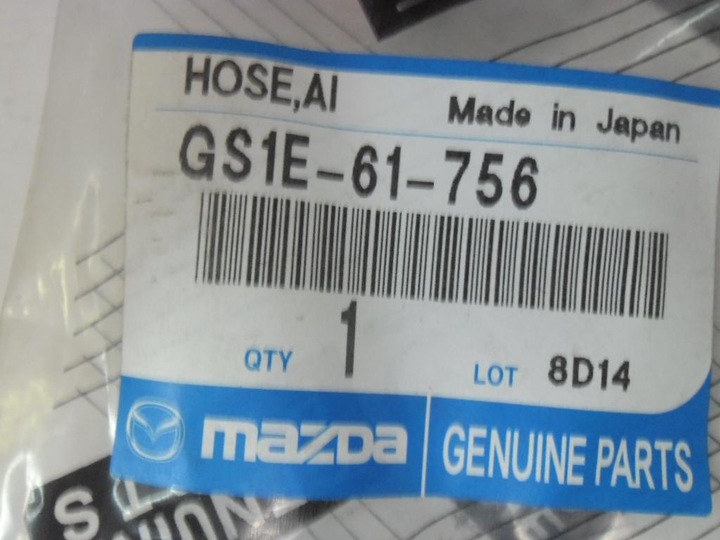 HOSE,AI
Made in Japan
GS1E-61-756
QTY 1 LOT 8D14
mazda GENUINE PARTS